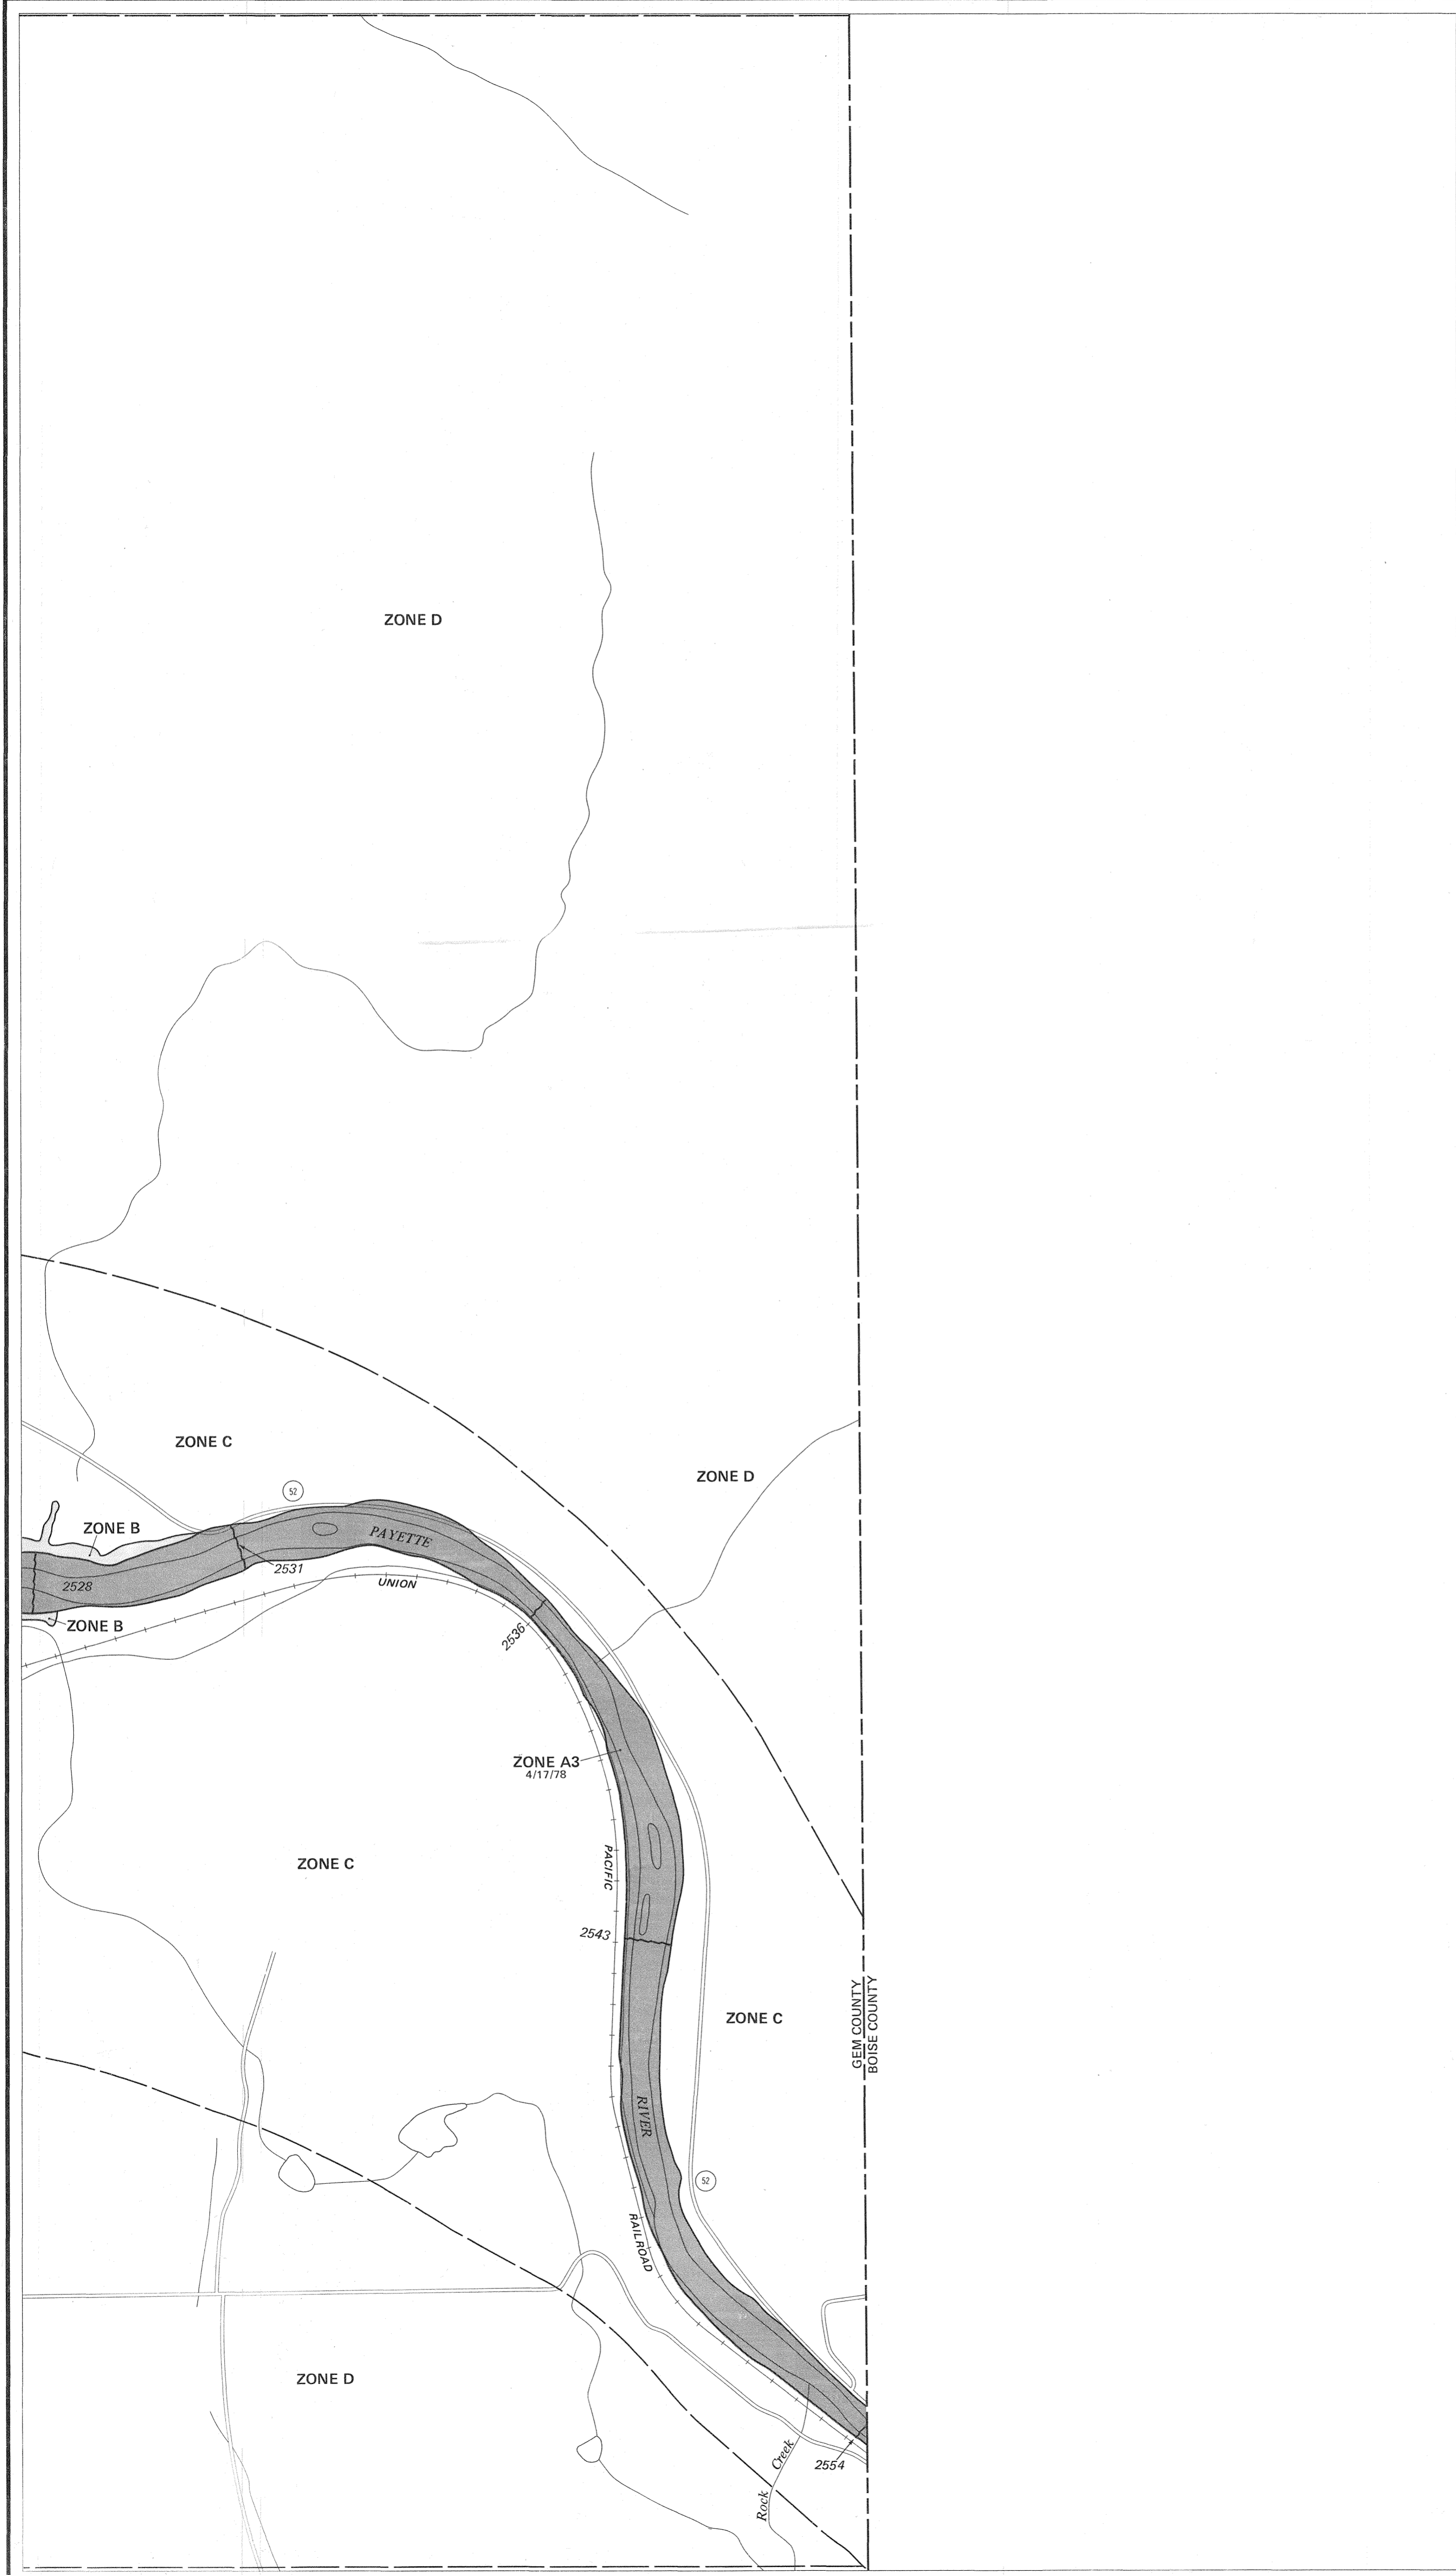 ZONE D
ZONE C
ZONE D
52
ZONE B
PAYETTE
2531
2528
UNION
ZONE B
2536
ZONE A3
4/17/78
PACIFIC
ZONE C
2543
ZONE C
GEM COUNTY
BOISE COUNTY
RIVER
52
RAILROAD
ZONE D
Rock Creek
2554